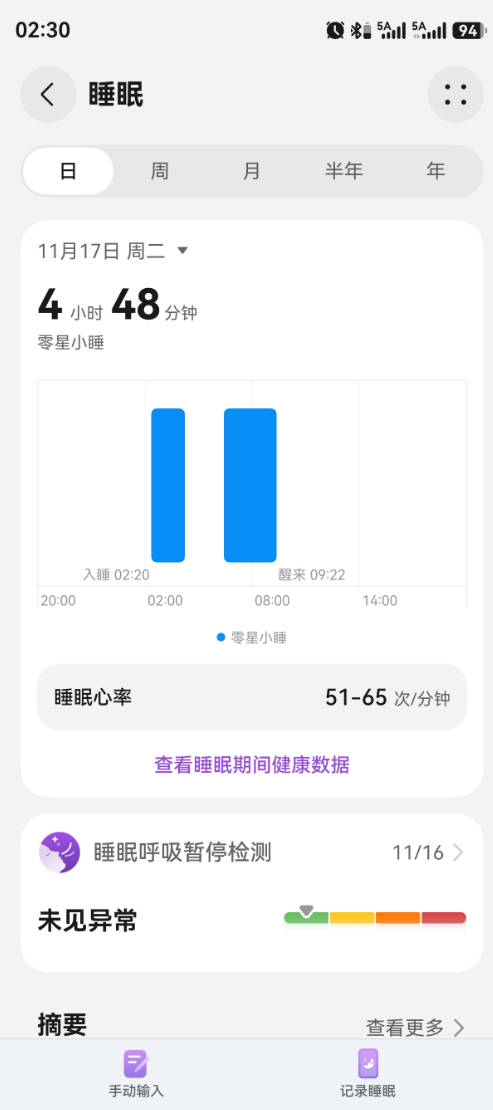 02:30
5A 5A 94
睡眠
日 周 月 半年 年
11月17日 周二
4 小时 48 分钟
零星小睡
入睡 02:20 醒来 09:22
20:00 02:00 08:00 14:00
零星小睡
睡眠心率 51-65 次/分钟
查看睡眠期间健康数据
睡眠呼吸暂停检测 11/16
未见异常
摘要 查看更多
手动输入 记录睡眠